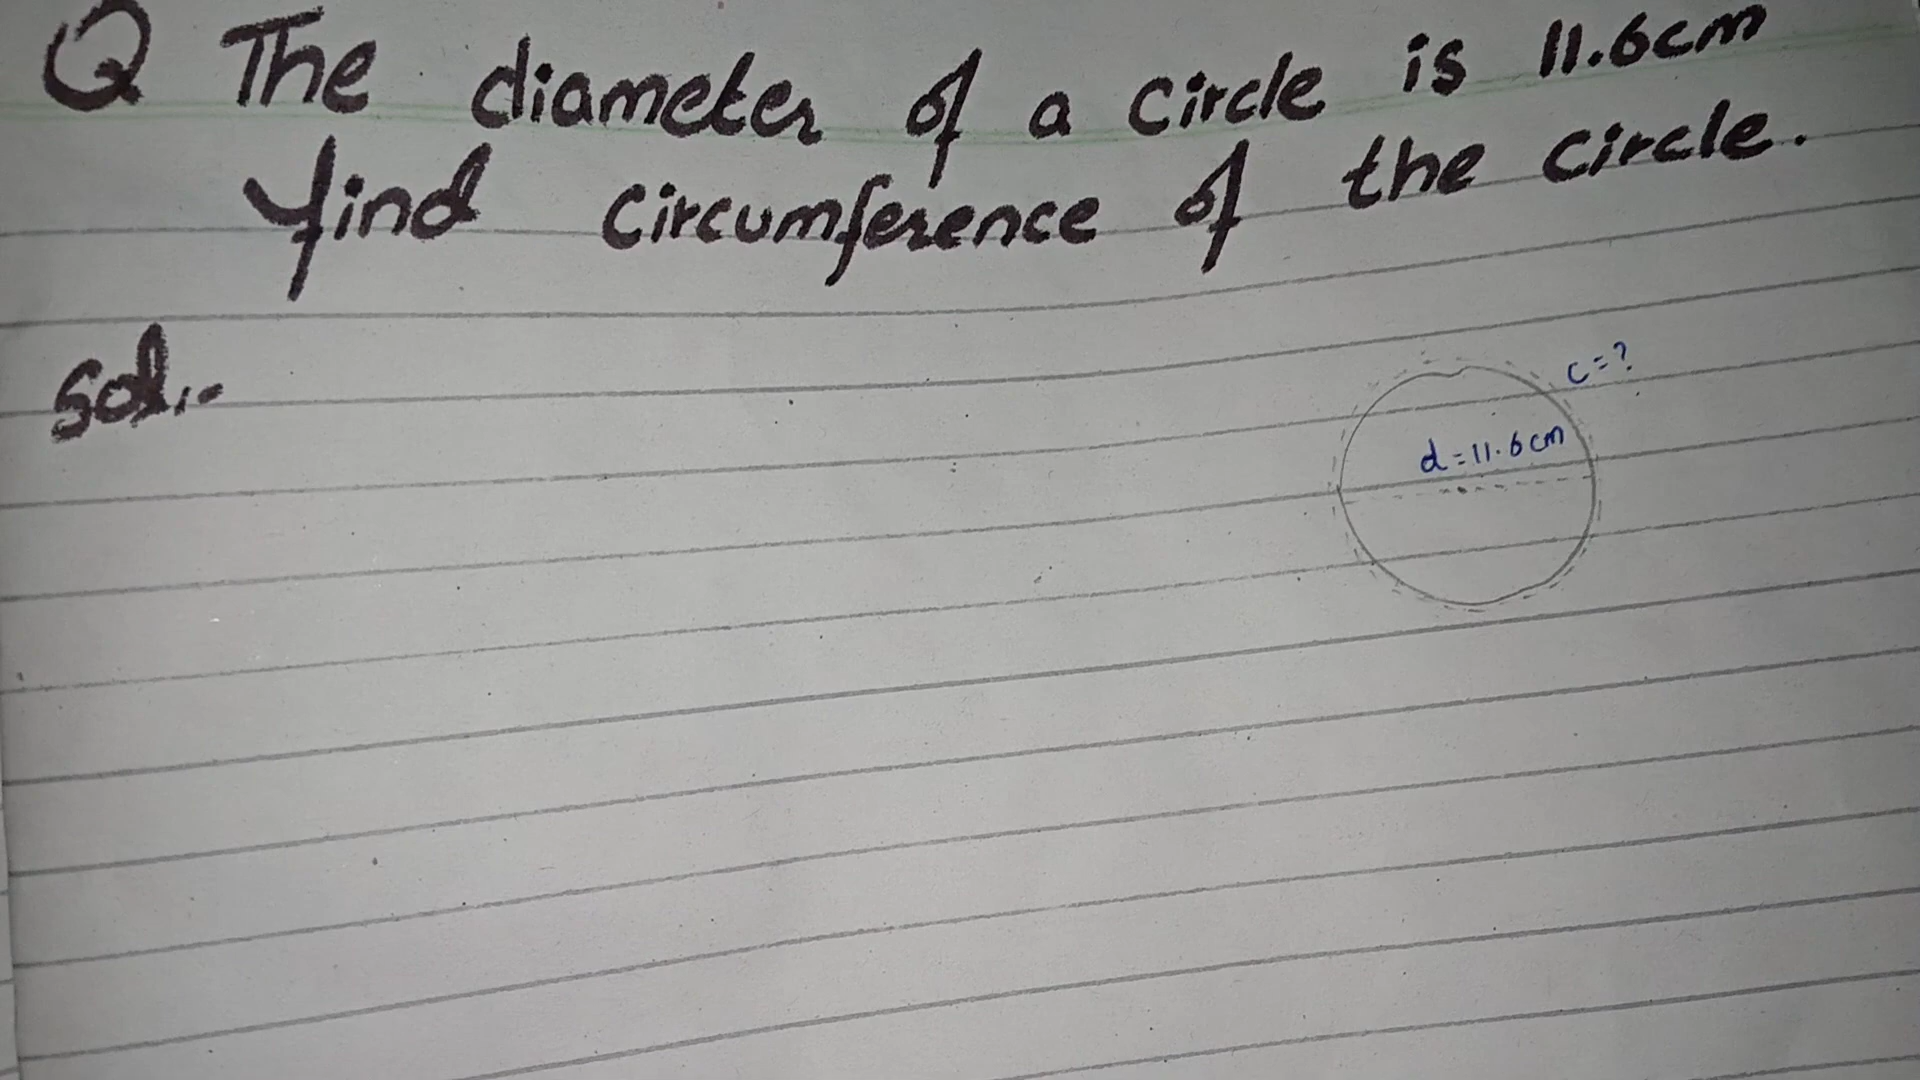 Q The diameter of a circle is 11.6cm
find circumference of the circle.
Sol:-
C=?
d=11.6cm